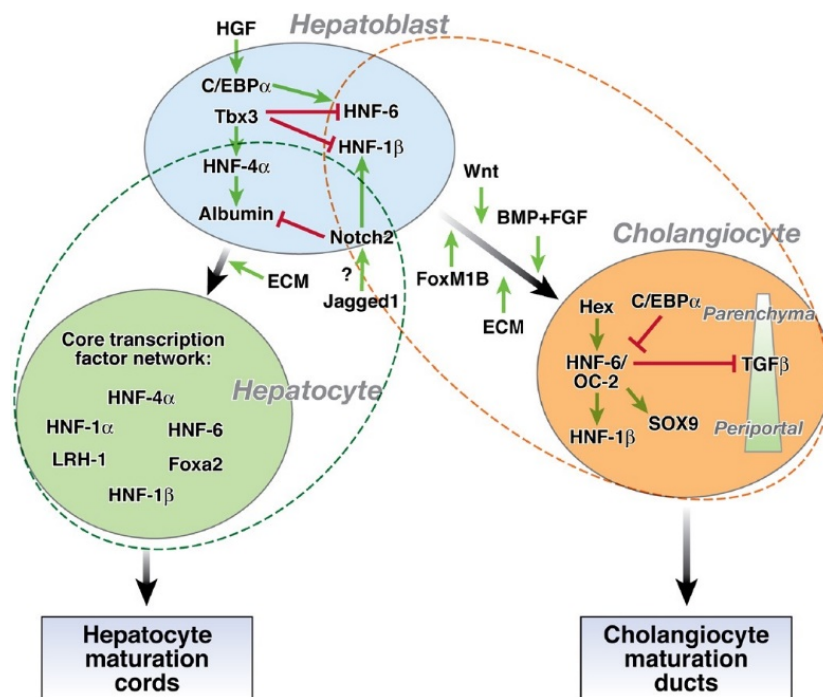 Hepatoblast
HGF
C/EBPα
Tbx3
HNF-6
HNF-1β
HNF-4α
Albumin
Notch2
?
Jagged1
ECM
Wnt
BMP+FGF
FoxM1B
ECM
Cholangiocyte
Hex
C/EBPα
Parenchyma
HNF-6/
OC-2
TGFβ
SOX9
HNF-1β
Periportal
Core transcription
factor network:
Hepatocyte
HNF-4α
HNF-1α
HNF-6
LRH-1
Foxa2
HNF-1β
Hepatocyte
maturation
cords
Cholangiocyte
maturation
ducts